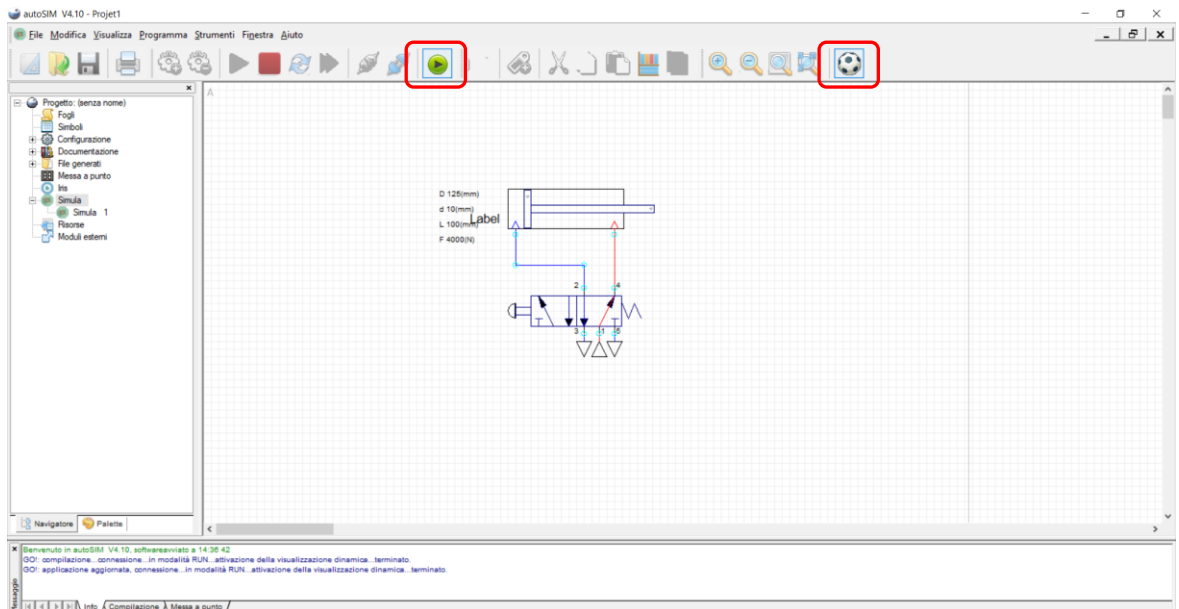 autoSIM V4.10 - Projet1
File Modifica Visualizza Programma Strumenti Finestra Aiuto
A
Progetto: (senza nome)
Fogli
Simboli
Configurazione
Documentazione
File generati
Messa a punto
Iris
Simula
Simula 1
Risorse
Moduli esterni
D 125(mm)
d 10(mm)
Label
L 100(mm)
F 4000(N)
2 4
3 1 5
Navigatore Palette
Benvenuto in autoSIM V4.10, softwareavviato a 14:36 42
GO!: compilazione...connessione...in modalità RUN...attivazione della visualizzazione dinamica...terminato.
GO!: applicazione aggiornata, connessione...in modalità RUN...attivazione della visualizzazione dinamica...terminato.
Messaggio
Info Compilazione Messa a punto